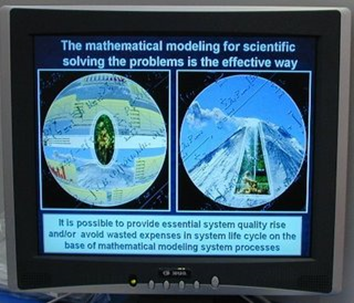 The mathematical modeling for scientific
solving the problems is the effective way
It is possible to provide essential system quality rise
and/or avoid wasted expenses in system life cycle on the
base of mathematical modeling system processes